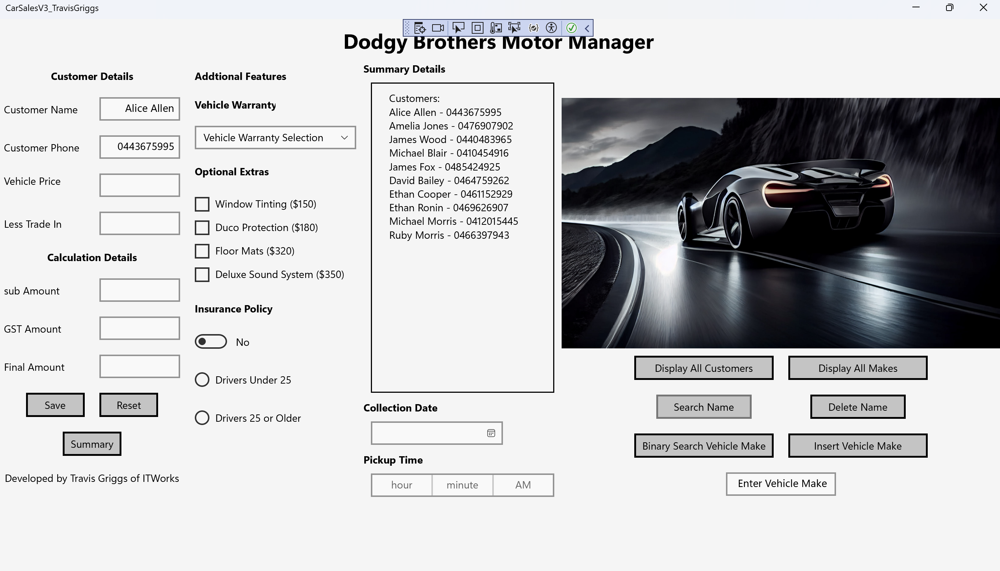 CarSalesV3_TravisGriggs
Dodgy Brothers Motor Manager
Customer Details
Customer Name
Alice Allen
Customer Phone
0443675995
Vehicle Price
Less Trade In
Calculation Details
sub Amount
GST Amount
Final Amount
Save
Reset
Summary
Developed by Travis Griggs of ITWorks
Addtional Features
Vehicle Warranty
Vehicle Warranty Selection
Optional Extras
Window Tinting ($150)
Duco Protection ($180)
Floor Mats ($320)
Deluxe Sound System ($350)
Insurance Policy
No
Drivers Under 25
Drivers 25 or Older
Summary Details
Customers:
Alice Allen - 0443675995
Amelia Jones - 0476907902
James Wood - 0440483965
Michael Blair - 0410454916
James Fox - 0485424925
David Bailey - 0464759262
Ethan Cooper - 0461152929
Ethan Ronin - 0469626907
Michael Morris - 0412015445
Ruby Morris - 0466397943
Collection Date
Pickup Time
hour
minute
AM
Display All Customers
Display All Makes
Search Name
Delete Name
Binary Search Vehicle Make
Insert Vehicle Make
Enter Vehicle Make